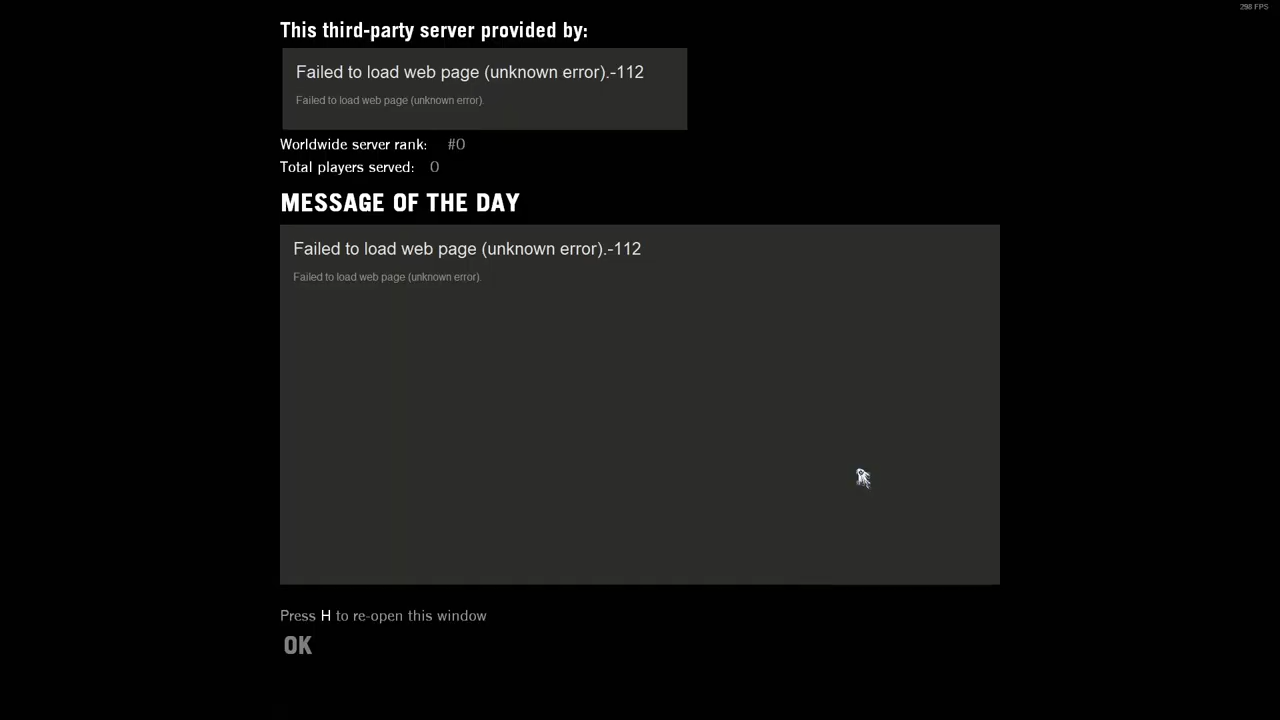 298 FPS
This third-party server provided by:
Failed to load web page (unknown error).-112
Failed to load web page (unknown error).
Worldwide server rank: #0
Total players served: 0
MESSAGE OF THE DAY
Failed to load web page (unknown error).-112
Failed to load web page (unknown error).
Press H to re-open this window
OK